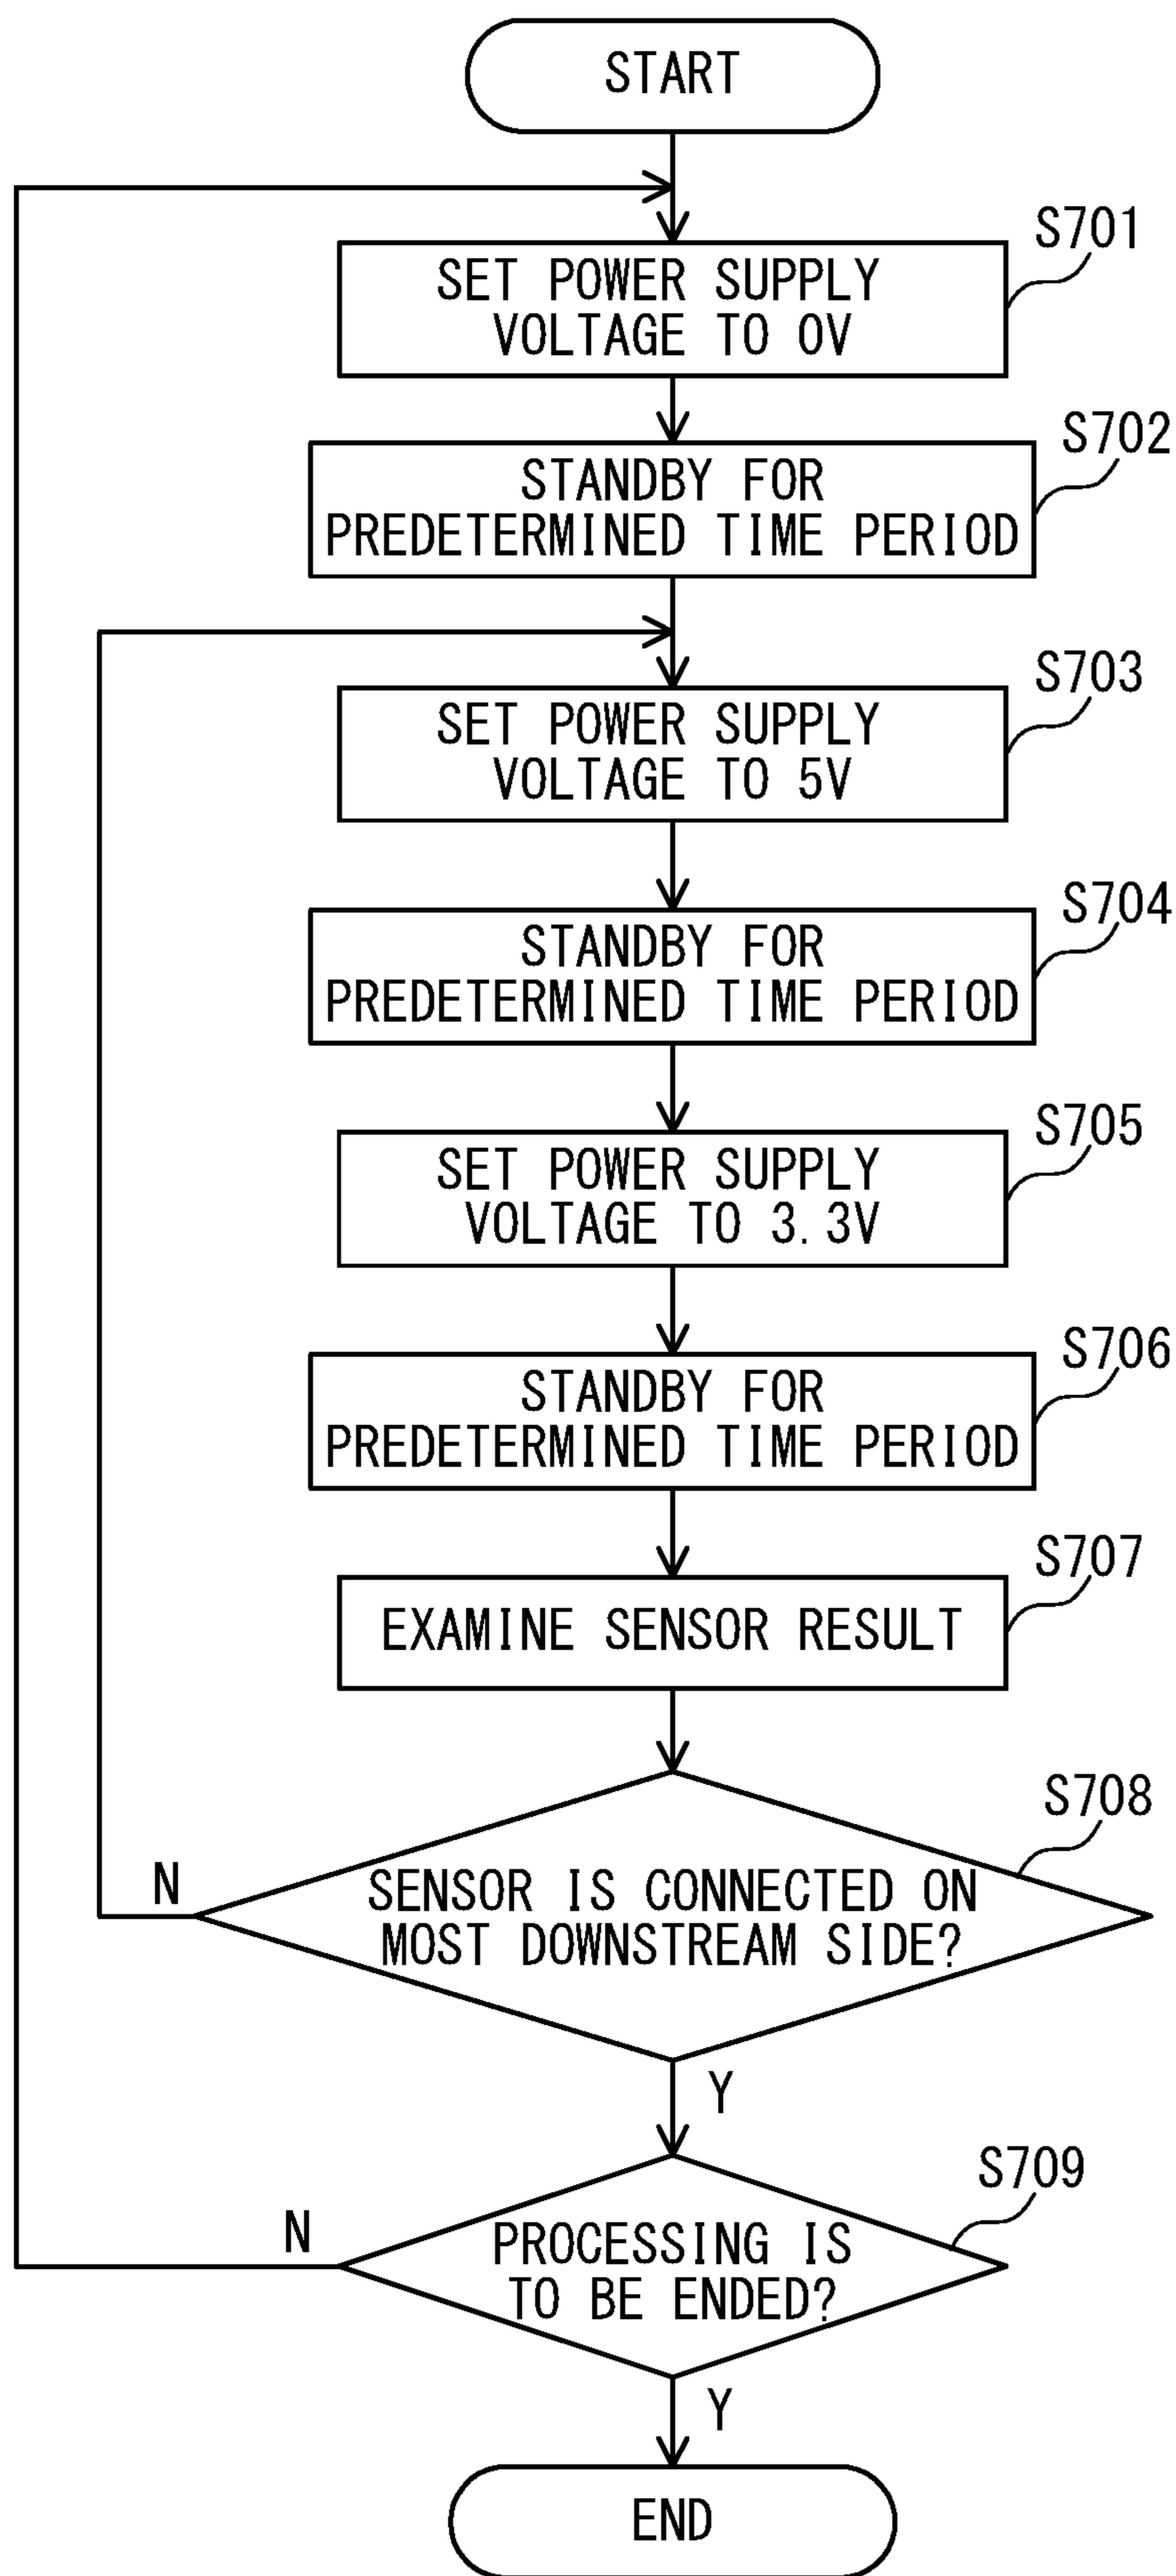 START
S701
SET POWER SUPPLY
VOLTAGE TO 0V
S702
STANDBY FOR
PREDETERMINED TIME PERIOD
S703
SET POWER SUPPLY
VOLTAGE TO 5V
S704
STANDBY FOR
PREDETERMINED TIME PERIOD
S705
SET POWER SUPPLY
VOLTAGE TO 3.3V
S706
STANDBY FOR
PREDETERMINED TIME PERIOD
S707
EXAMINE SENSOR RESULT
S708
N
SENSOR IS CONNECTED ON
MOST DOWNSTREAM SIDE?
Y
S709
N
PROCESSING IS
TO BE ENDED?
Y
END